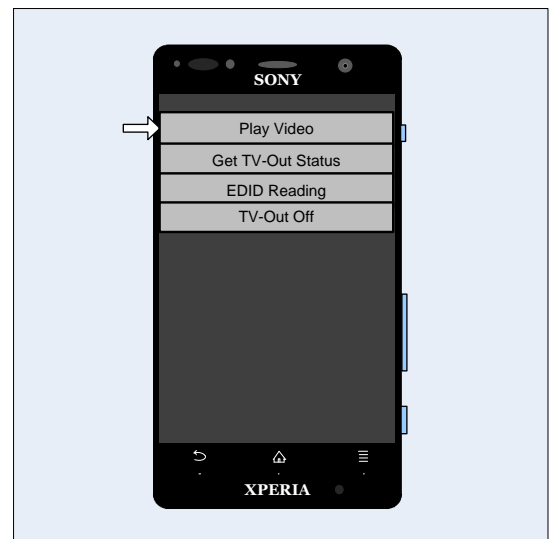 SONY
Play Video
Get TV-Out Status
EDID Reading
TV-Out Off
XPERIA